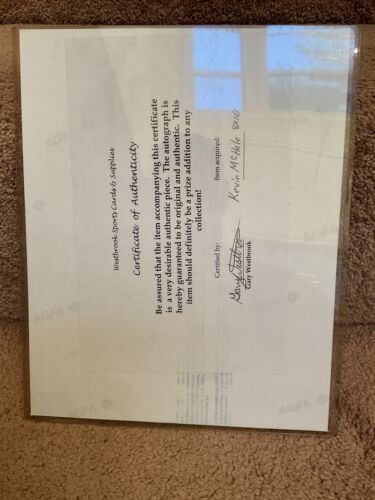 Westbrook Sports Cards & Supplies
Certificate of Authenticity
Be assured that the item accompanying this certificate
is a very desirable authentic piece. The autograph is
hereby guaranteed to be original and authentic. This
item should definitely be a prize addition to any
collection!
Certified by:
Item acquired:
Kevin McHale 8x10
Gary Westbrook
AGFA
AGFA
AGFA
AGFA